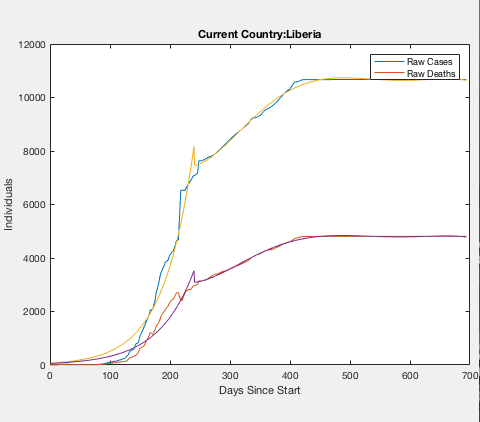 Current Country:Liberia
Raw Cases
Raw Deaths
12000
10000
8000
6000
4000
2000
0
Individuals
0 100 200 300 400 500 600 700
Days Since Start